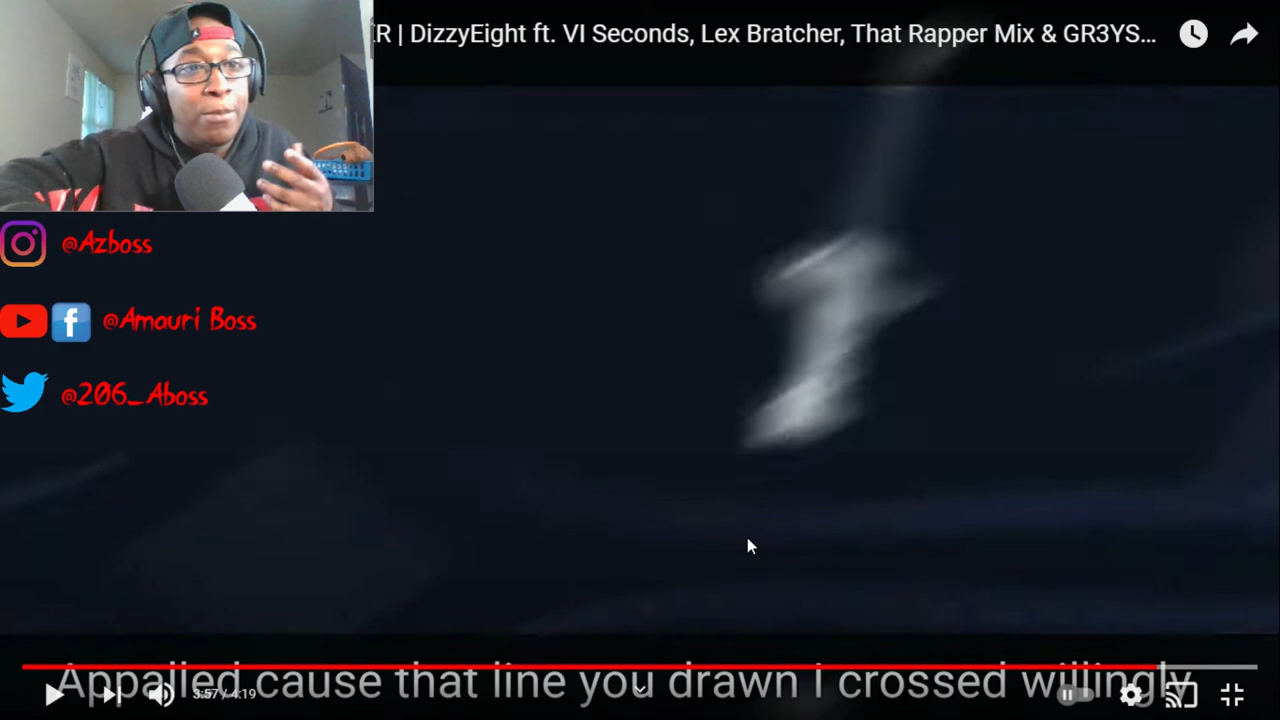 R | DizzyEight ft. VI Seconds, Lex Bratcher, That Rapper Mix & GR3YS...
@Azboss
@Amauri Boss
@206_Aboss
Appalled cause that line you drawn I crossed willingly
3:57 / 4:19